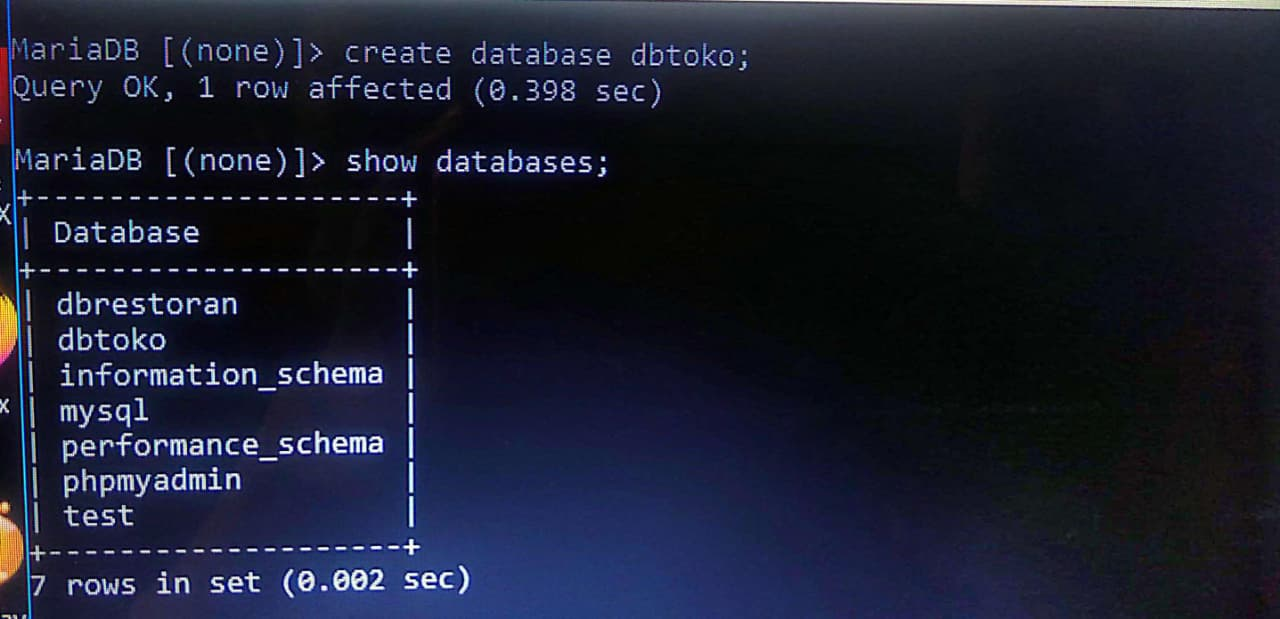 MariaDB [(none)]> create database dbtoko;
Query OK, 1 row affected (0.398 sec)
MariaDB [(none)]> show databases;
+--------------------+
| Database           |
+--------------------+
| dbrestoran         |
| dbtoko             |
| information_schema |
| mysql              |
| performance_schema |
| phpmyadmin         |
| test               |
+--------------------+
7 rows in set (0.002 sec)